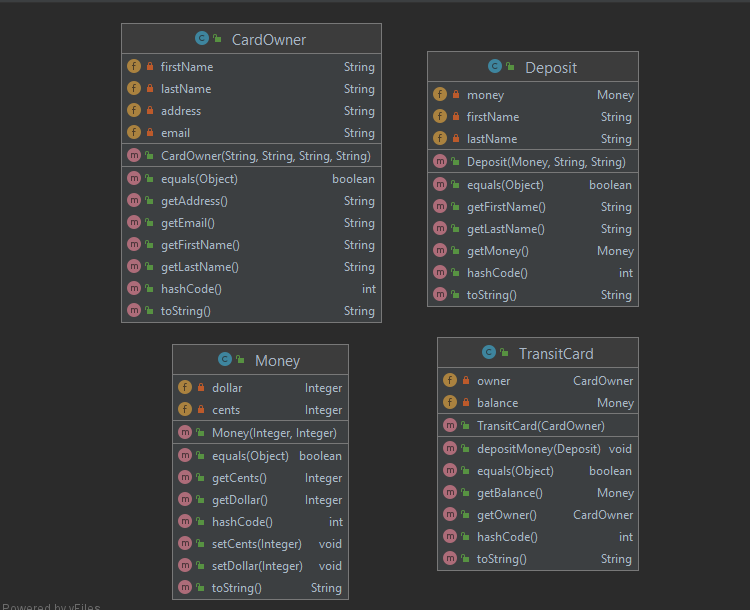 CardOwner
firstName String
lastName String
address String
email String
CardOwner(String, String, String, String)
equals(Object) boolean
getAddress() String
getEmail() String
getFirstName() String
getLastName() String
hashCode() int
toString() String
Deposit
money Money
firstName String
lastName String
Deposit(Money, String, String)
equals(Object) boolean
getFirstName() String
getLastName() String
getMoney() Money
hashCode() int
toString() String
Money
dollar Integer
cents Integer
Money(Integer, Integer)
equals(Object) boolean
getCents() Integer
getDollar() Integer
hashCode() int
setCents(Integer) void
setDollar(Integer) void
toString() String
TransitCard
owner CardOwner
balance Money
TransitCard(CardOwner)
depositMoney(Deposit) void
equals(Object) boolean
getBalance() Money
getOwner() CardOwner
hashCode() int
toString() String
Powered by yFiles